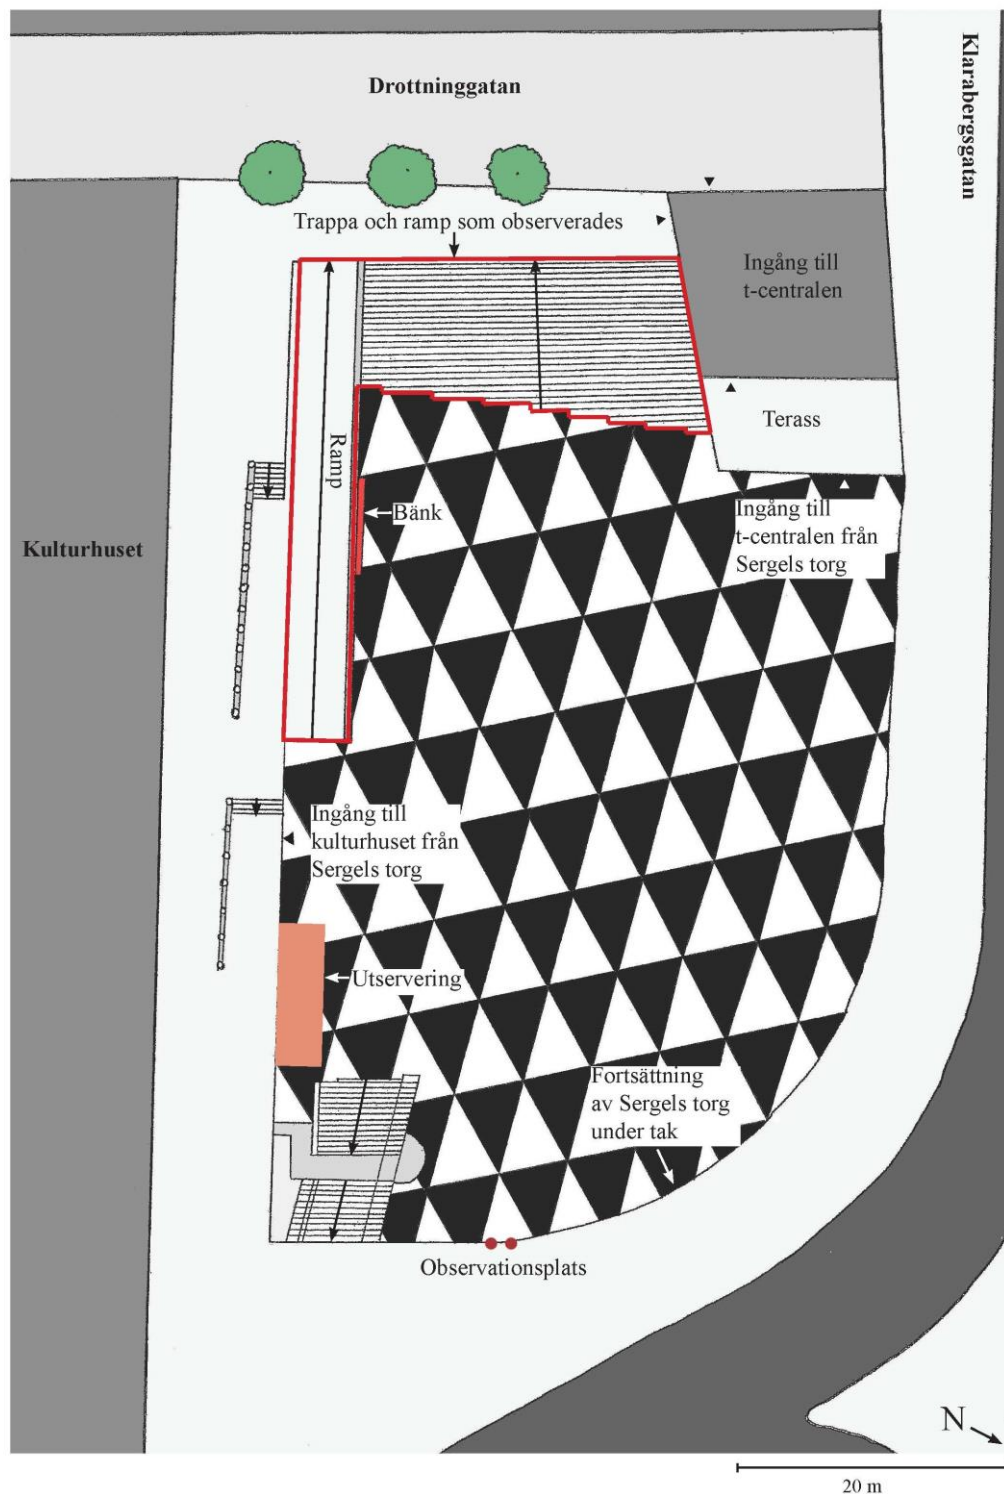 Drottninggatan
Klarabergsgatan
Trappa och ramp som observerades
Ingång till
t-centralen
Terass
Ramp
Bänk
Ingång till
t-centralen från
Sergels torg
Kulturhuset
Ingång till
kulturhuset från
Sergels torg
Utservering
Fortsättning
av Sergels torg
under tak
Observationsplats
N
20 m